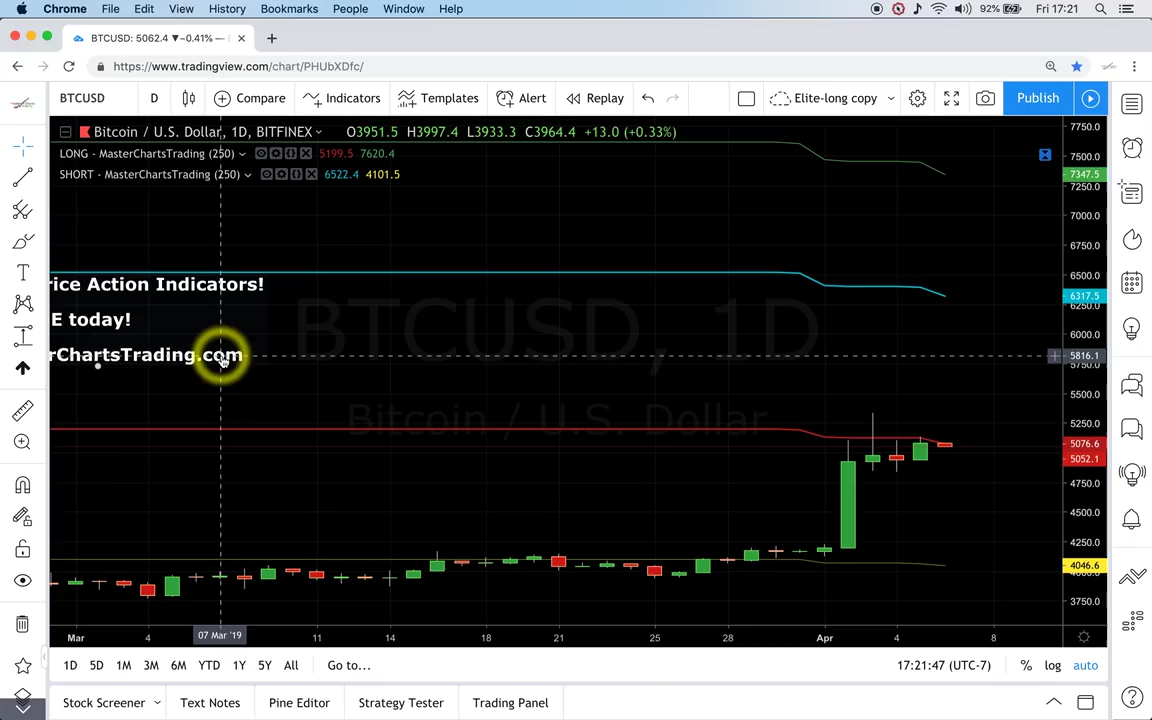 Chrome File Edit View History Bookmarks People Window Help 92% Fri 17:21
BTCUSD: 5062.4 ▼−0.41% —
https://www.tradingview.com/chart/PHUbXDfc/
BTCUSD D Compare Indicators Templates Alert Replay Elite-long copy Publish
Bitcoin / U.S. Dollar, 1D, BITFINEX O3951.5 H3997.4 L3933.3 C3964.4 +13.0 (+0.33%)
LONG - MasterChartsTrading (250) 5199.5 7620.4
SHORT - MasterChartsTrading (250) 6522.4 4101.5
rice Action Indicators!
E today!
rChartsTrading.com
BTCUSD, 1D
Bitcoin / U.S. Dollar
7750.0
7500.0
7347.5
7250.0
7000.0
6750.0
6500.0
6317.5
6000.0
5816.1
5750.0
5500.0
5250.0
5076.6
5052.1
4750.0
4500.0
4250.0
4046.6
3750.0
Mar 4 07 Mar '19 11 14 18 21 25 28 Apr 4 8
1D 5D 1M 3M 6M YTD 1Y 5Y All Go to... 17:21:47 (UTC-7) % log auto
Stock Screener Text Notes Pine Editor Strategy Tester Trading Panel